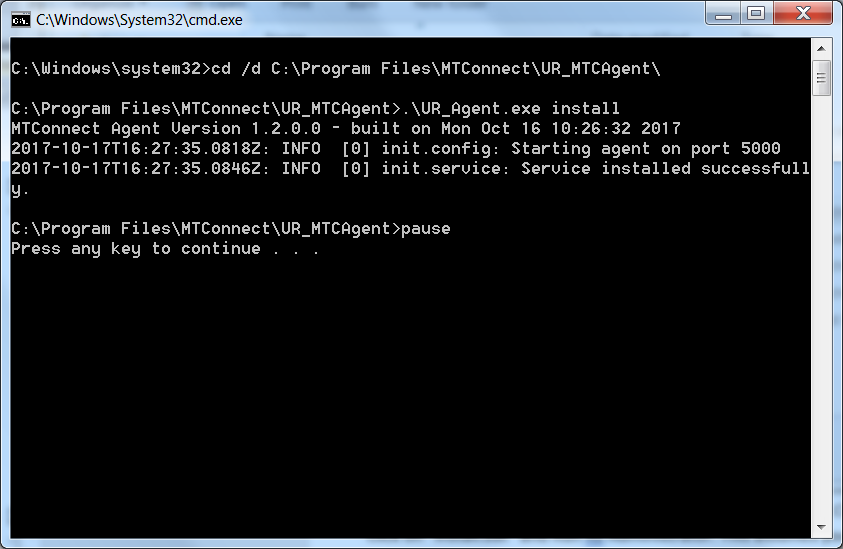 C:\Windows\System32\cmd.exe
C:\Windows\system32>cd /d C:\Program Files\MTConnect\UR_MTCAgent\
C:\Program Files\MTConnect\UR_MTCAgent>.\UR_Agent.exe install
MTConnect Agent Version 1.2.0.0 - built on Mon Oct 16 10:26:32 2017
2017-10-17T16:27:35.0818Z: INFO  [0] init.config: Starting agent on port 5000
2017-10-17T16:27:35.0846Z: INFO  [0] init.service: Service installed successfull
y.
C:\Program Files\MTConnect\UR_MTCAgent>pause
Press any key to continue . . .